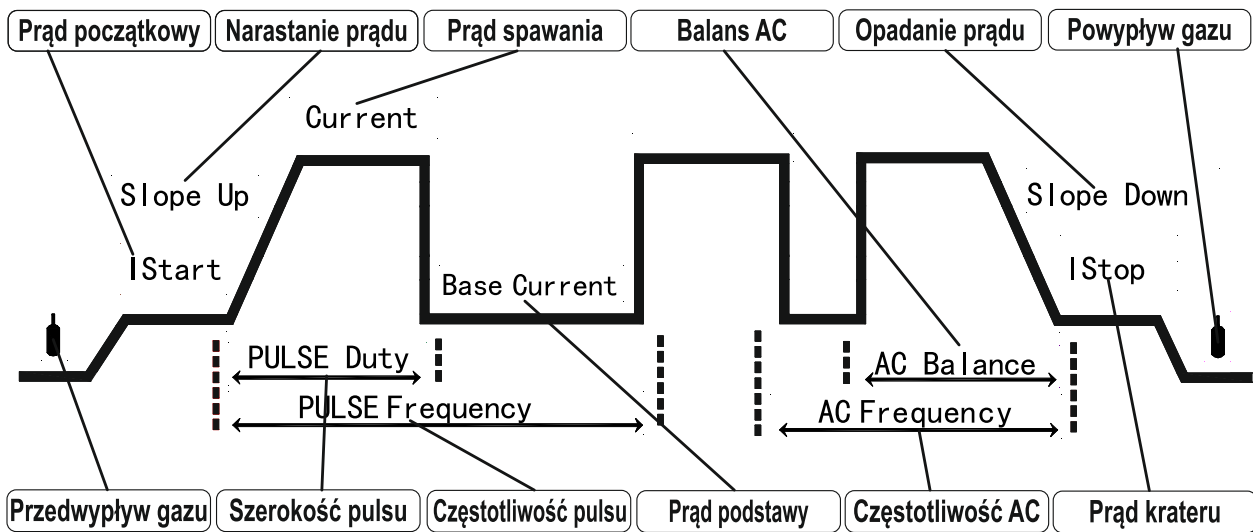 Prąd początkowy
Narastanie prądu
Prąd spawania
Balans AC
Opadanie prądu
Powypływ gazu
Current
Slope Up
Slope Down
IStart
IStop
Base Current
PULSE Duty
AC Balance
PULSE Frequency
AC Frequency
Przedwypływ gazu
Szerokość pulsu
Częstotliwość pulsu
Prąd podstawy
Częstotliwość AC
Prąd krateru